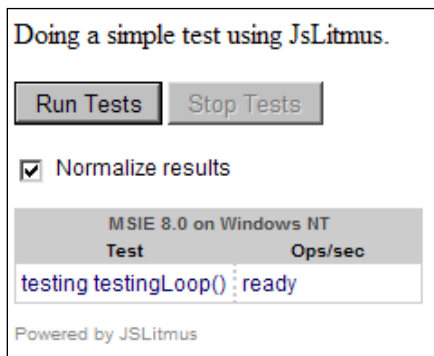 Doing a simple test using JsLitmus.
Run Tests Stop Tests
Normalize results
MSIE 8.0 on Windows NT
Test Ops/sec
testing testingLoop() ready
Powered by JSLitmus